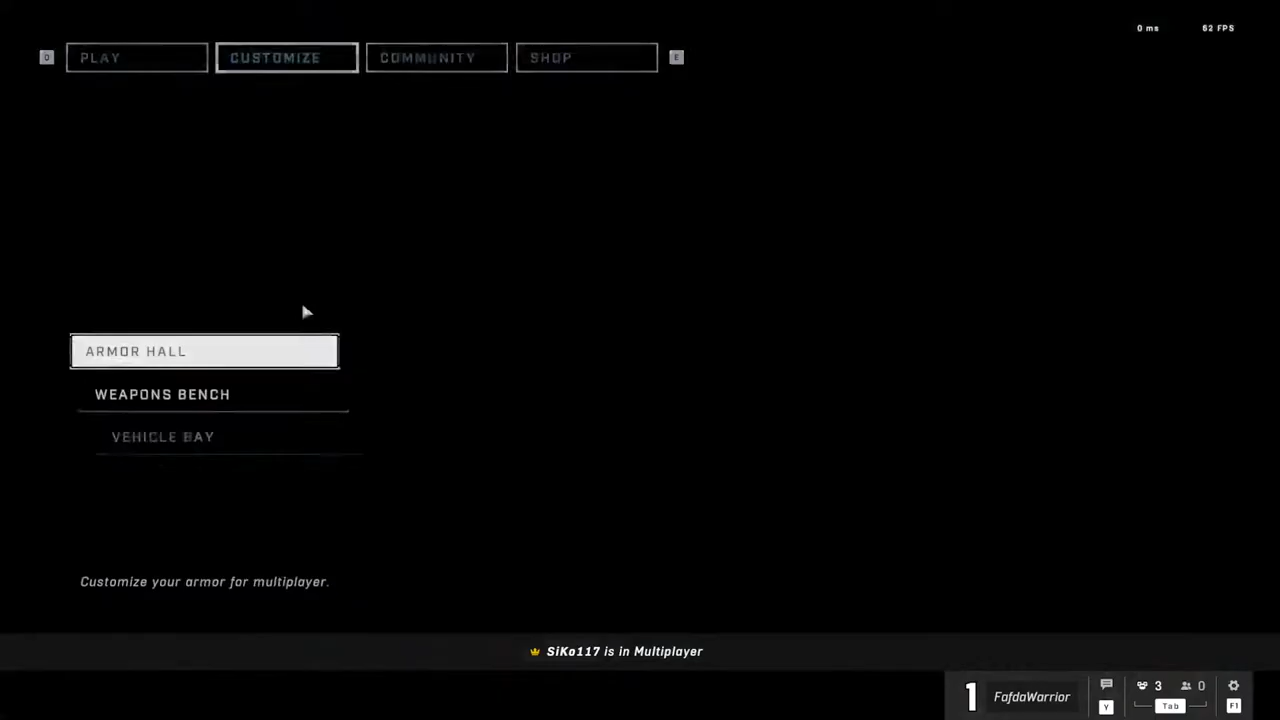 0 ms 62 FPS
Q PLAY CUSTOMIZE COMMUNITY SHOP E
ARMOR HALL
WEAPONS BENCH
VEHICLE BAY
Customize your armor for multiplayer.
SiKo117 is in Multiplayer
1 FafdaWarrior 3 0
Y Tab F1